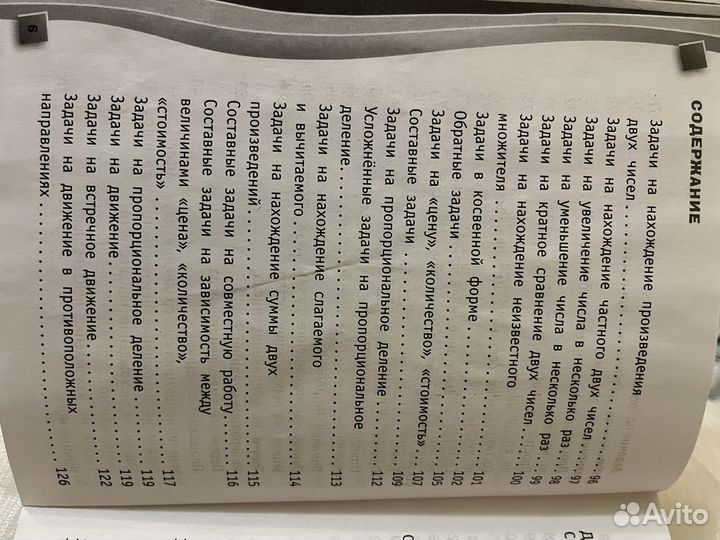 СОДЕРЖАНИЕ
Задачи на нахождение произведения
двух чисел......................96
Задачи на нахождение частного двух чисел....97
Задачи на увеличение числа в несколько раз...98
Задачи на уменьшение числа в несколько раз...99
Задачи на кратное сравнение двух чисел
Задачи на нахождение неизвестного
множителя......................100
Задачи в косвенной форме......................101
Обратные задачи......................102
Задачи на «цену», «количество», «стоимость»..105
Составные задачи......................107
Задачи на пропорциональное деление..........109
Усложнённые задачи на пропорциональное
деление......................112
Задачи на нахождение слагаемого
и вычитаемого......................113
Задачи на нахождение суммы двух
произведений......................114
Составные задачи на совместную работу........115
Составные задачи на зависимость между
величинами «цена», «количество»,
«стоимость»......................116
Задачи на пропорциональное деление..........117
Задачи на движение......................119
Задачи на встречное движение......................119
Задачи на движение в противоположных......................122
направлениях......................126
6
Avito